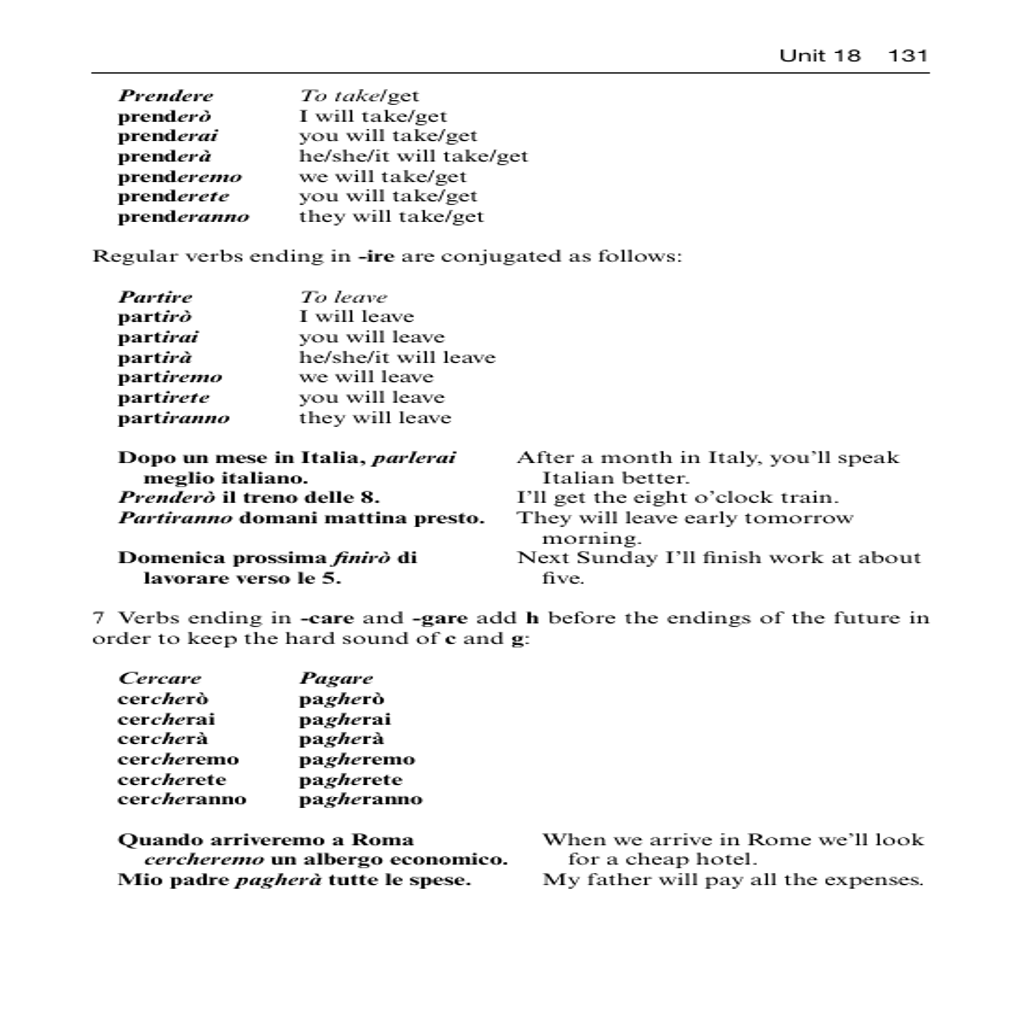 Unit 18 131
Prendere To take/get
prenderò I will take/get
prenderai you will take/get
prenderà he/she/it will take/get
prenderemo we will take/get
prenderete you will take/get
prenderanno they will take/get
Regular verbs ending in -ire are conjugated as follows:
Partire To leave
partirò I will leave
partirai you will leave
partirà he/she/it will leave
partiremo we will leave
partirete you will leave
partiranno they will leave
Dopo un mese in Italia, parlerai After a month in Italy, you’ll speak
meglio italiano. Italian better.
Prenderò il treno delle 8. I’ll get the eight o’clock train.
Partiranno domani mattina presto. They will leave early tomorrow
morning.
Domenica prossima finirò di Next Sunday I’ll finish work at about
lavorare verso le 5. five.
7 Verbs ending in -care and -gare add h before the endings of the future in
order to keep the hard sound of c and g:
Cercare Pagare
cercherò pagherò
cercherai pagherai
cercherà pagherà
cercheremo pagheremo
cercherete pagherete
cercheranno pagheranno
Quando arriveremo a Roma When we arrive in Rome we’ll look
cercheremo un albergo economico. for a cheap hotel.
Mio padre pagherà tutte le spese. My father will pay all the expenses.